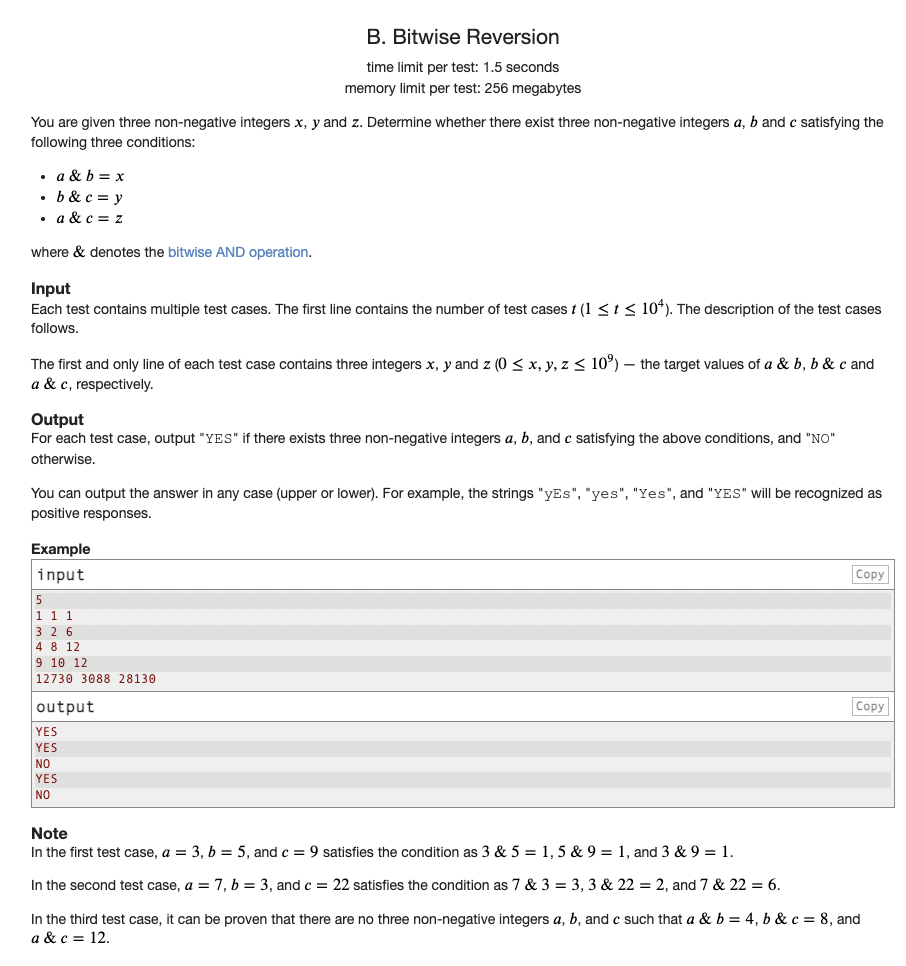 B. Bitwise Reversion
time limit per test: 1.5 seconds
memory limit per test: 256 megabytes
You are given three non-negative integers x, y and z. Determine whether there exist three non-negative integers a, b and c satisfying the
following three conditions:
• a & b = x
• b & c = y
• a & c = z
where & denotes the bitwise AND operation.
Input
Each test contains multiple test cases. The first line contains the number of test cases t (1 ≤ t ≤ 10⁴). The description of the test cases
follows.
The first and only line of each test case contains three integers x, y and z (0 ≤ x, y, z ≤ 10⁹) — the target values of a & b, b & c and
a & c, respectively.
Output
For each test case, output "YES" if there exists three non-negative integers a, b, and c satisfying the above conditions, and "NO"
otherwise.
You can output the answer in any case (upper or lower). For example, the strings "yEs", "yes", "Yes", and "YES" will be recognized as
positive responses.
Example
input Copy
5
1 1 1
3 2 6
4 8 12
9 10 12
12730 3088 28130
output Copy
YES
YES
NO
YES
NO
Note
In the first test case, a = 3, b = 5, and c = 9 satisfies the condition as 3 & 5 = 1, 5 & 9 = 1, and 3 & 9 = 1.
In the second test case, a = 7, b = 3, and c = 22 satisfies the condition as 7 & 3 = 3, 3 & 22 = 2, and 7 & 22 = 6.
In the third test case, it can be proven that there are no three non-negative integers a, b, and c such that a & b = 4, b & c = 8, and
a & c = 12.